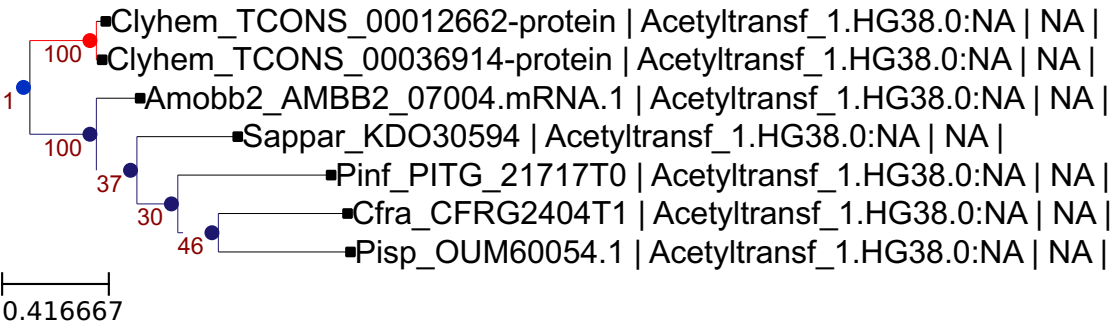 Clyhem_TCONS_00012662-protein | Acetyltransf_1.HG38.0:NA | NA |
100
Clyhem_TCONS_00036914-protein | Acetyltransf_1.HG38.0:NA | NA |
1
Amobb2_AMBB2_07004.mRNA.1 | Acetyltransf_1.HG38.0:NA | NA |
100
Sappar_KDO30594 | Acetyltransf_1.HG38.0:NA | NA |
37
Pinf_PITG_21717T0 | Acetyltransf_1.HG38.0:NA | NA |
30
Cfra_CFRG2404T1 | Acetyltransf_1.HG38.0:NA | NA |
46
Pisp_OUM60054.1 | Acetyltransf_1.HG38.0:NA | NA |
0.416667